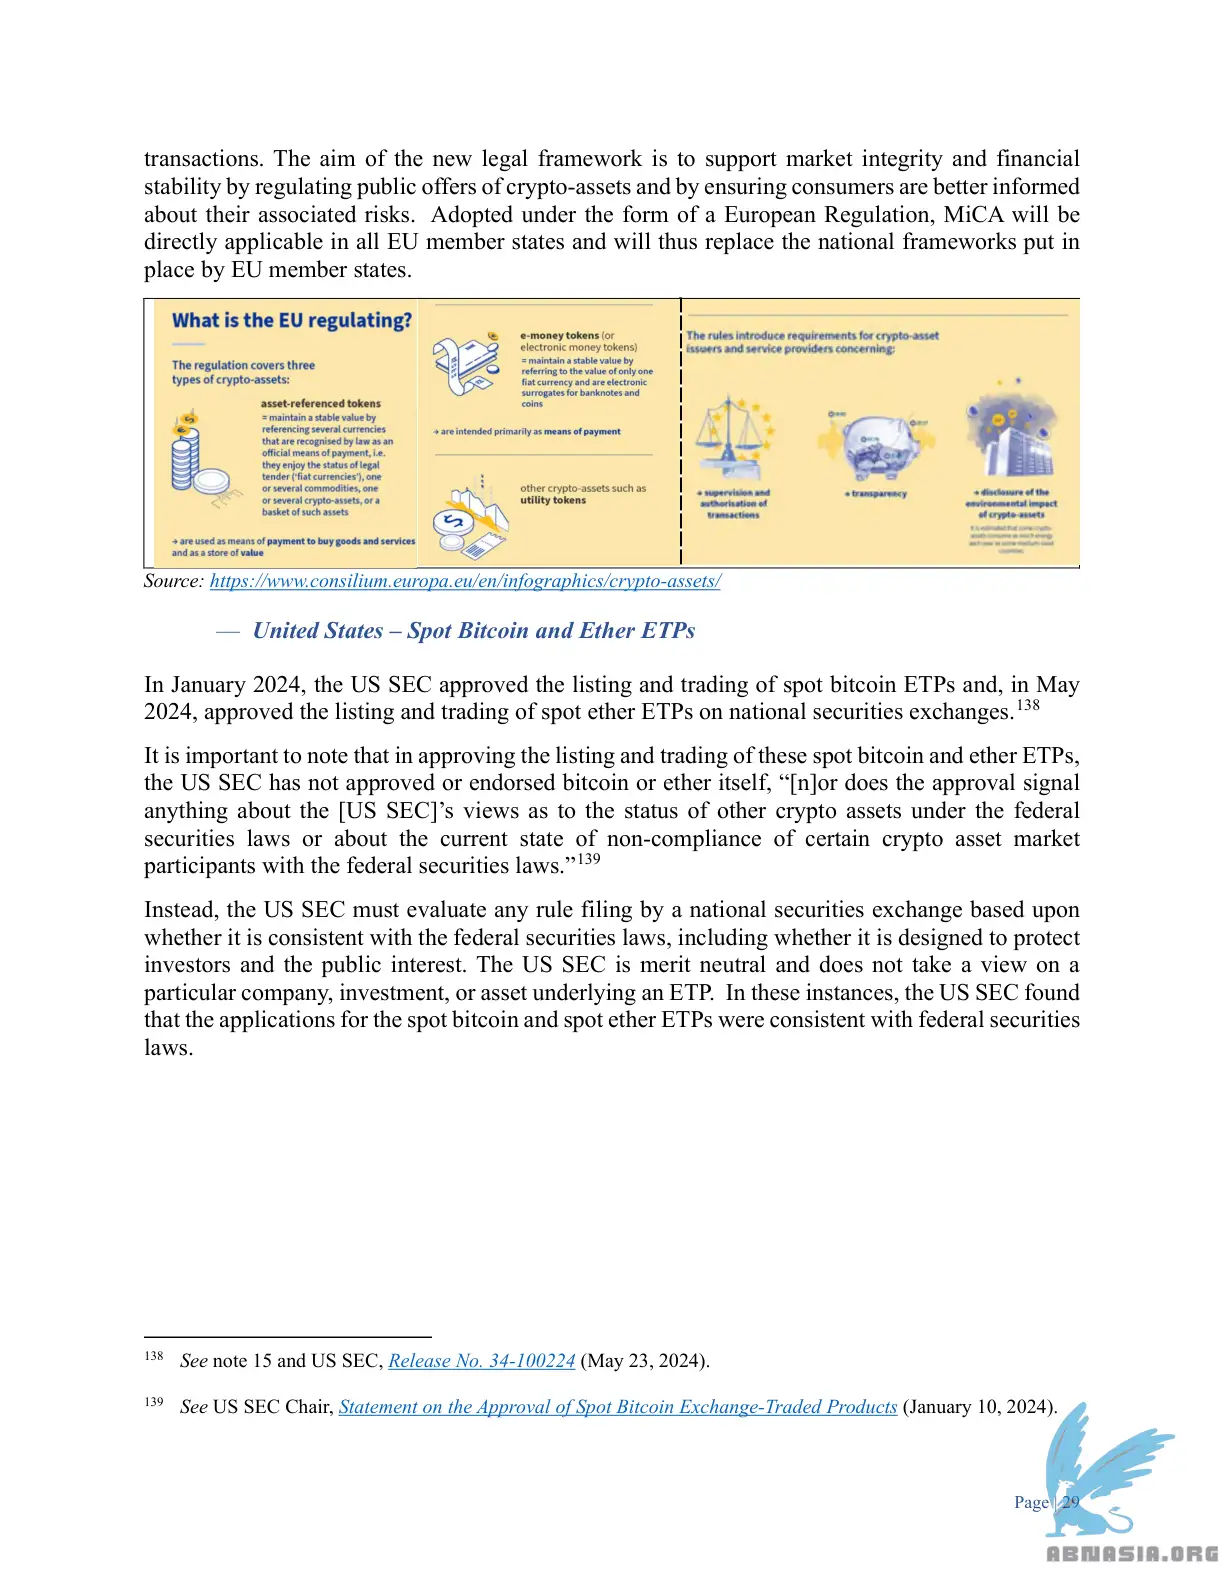 transactions. The aim of the new legal framework is to support market integrity and financial
stability by regulating public offers of crypto-assets and by ensuring consumers are better informed
about their associated risks.  Adopted under the form of a European Regulation, MiCA will be
directly applicable in all EU member states and will thus replace the national frameworks put in
place by EU member states.
What is the EU regulating?
The regulation covers three
types of crypto-assets:
asset-referenced tokens
= maintain a stable value by
referencing several currencies
that are recognised by law as an
official means of payment, i.e.
they enjoy the status of legal
tender ('fiat currencies'), one
or several commodities, one
or several crypto-assets, or a
basket of such assets
→ are used as means of payment to buy goods and services
and as a store of value
e-money tokens (or
electronic money tokens)
= maintain a stable value by
referring to the value of only one
fiat currency and are electronic
surrogates for banknotes and
coins
→ are intended primarily as means of payment
other crypto-assets such as
utility tokens
The rules introduce requirements for crypto-asset
issuers and service providers concerning:
→ supervision and
authorisation of
transactions
→ transparency
→ disclosure of the
environmental impact
of crypto-assets
Source: https://www.consilium.europa.eu/en/infographics/crypto-assets/
— United States – Spot Bitcoin and Ether ETPs
In January 2024, the US SEC approved the listing and trading of spot bitcoin ETPs and, in May
2024, approved the listing and trading of spot ether ETPs on national securities exchanges.138
It is important to note that in approving the listing and trading of these spot bitcoin and ether ETPs,
the US SEC has not approved or endorsed bitcoin or ether itself, “[n]or does the approval signal
anything about the [US SEC]’s views as to the status of other crypto assets under the federal
securities laws or about the current state of non-compliance of certain crypto asset market
participants with the federal securities laws.”139
Instead, the US SEC must evaluate any rule filing by a national securities exchange based upon
whether it is consistent with the federal securities laws, including whether it is designed to protect
investors and the public interest. The US SEC is merit neutral and does not take a view on a
particular company, investment, or asset underlying an ETP.  In these instances, the US SEC found
that the applications for the spot bitcoin and spot ether ETPs were consistent with federal securities
laws.
138 See note 15 and US SEC, Release No. 34-100224 (May 23, 2024).
139 See US SEC Chair, Statement on the Approval of Spot Bitcoin Exchange-Traded Products (January 10, 2024).
Page | 29
ABNASIA.ORG